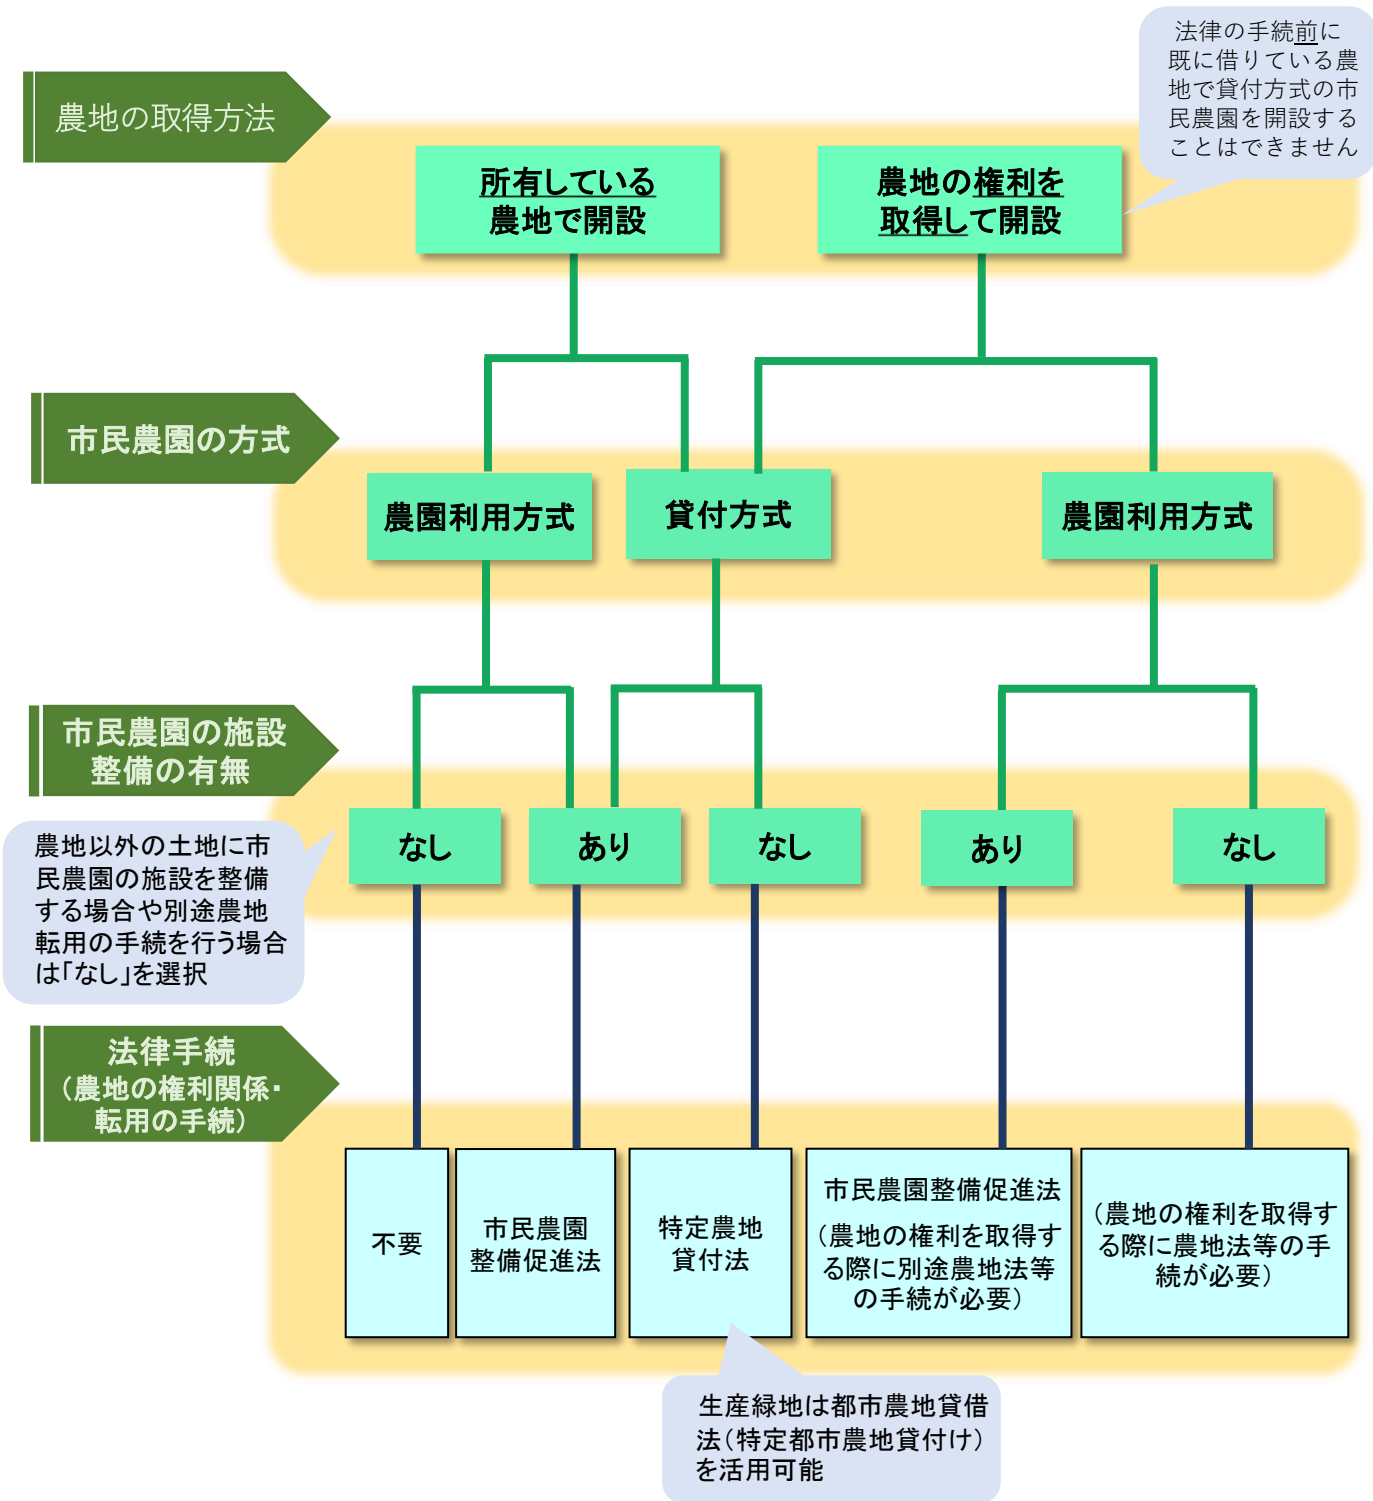 法律の手続前に
既に借りている農
地で貸付方式の市
民農園を開設する
ことはできません
農地の取得方法
所有している
農地で開設
農地の権利を
取得して開設
市民農園の方式
農園利用方式
貸付方式
農園利用方式
市民農園の施設
整備の有無
なし
あり
なし
あり
なし
農地以外の土地に市
民農園の施設を整備
する場合や別途農地
転用の手続を行う場合
は「なし」を選択
法律手続
（農地の権利関係・
転用の手続）
不要
市民農園
整備促進法
特定農地
貸付法
市民農園整備促進法
（農地の権利を取得す
る際に別途農地法等
の手続が必要）
（農地の権利を取得す
る際に農地法等の手
続が必要）
生産緑地は都市農地貸借
法（特定都市農地貸付け）
を活用可能